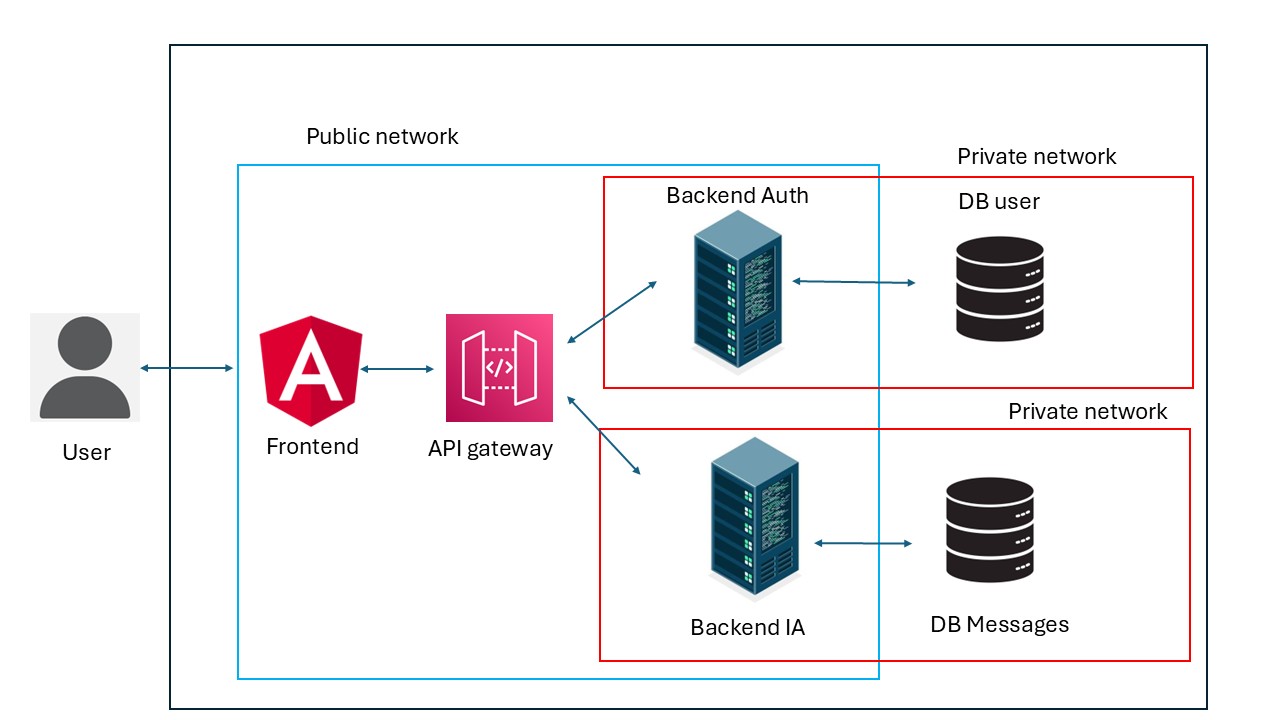 Public network
Private network
Backend Auth
DB user
User
Frontend
A
</>
API gateway
Private network
Backend IA
DB Messages